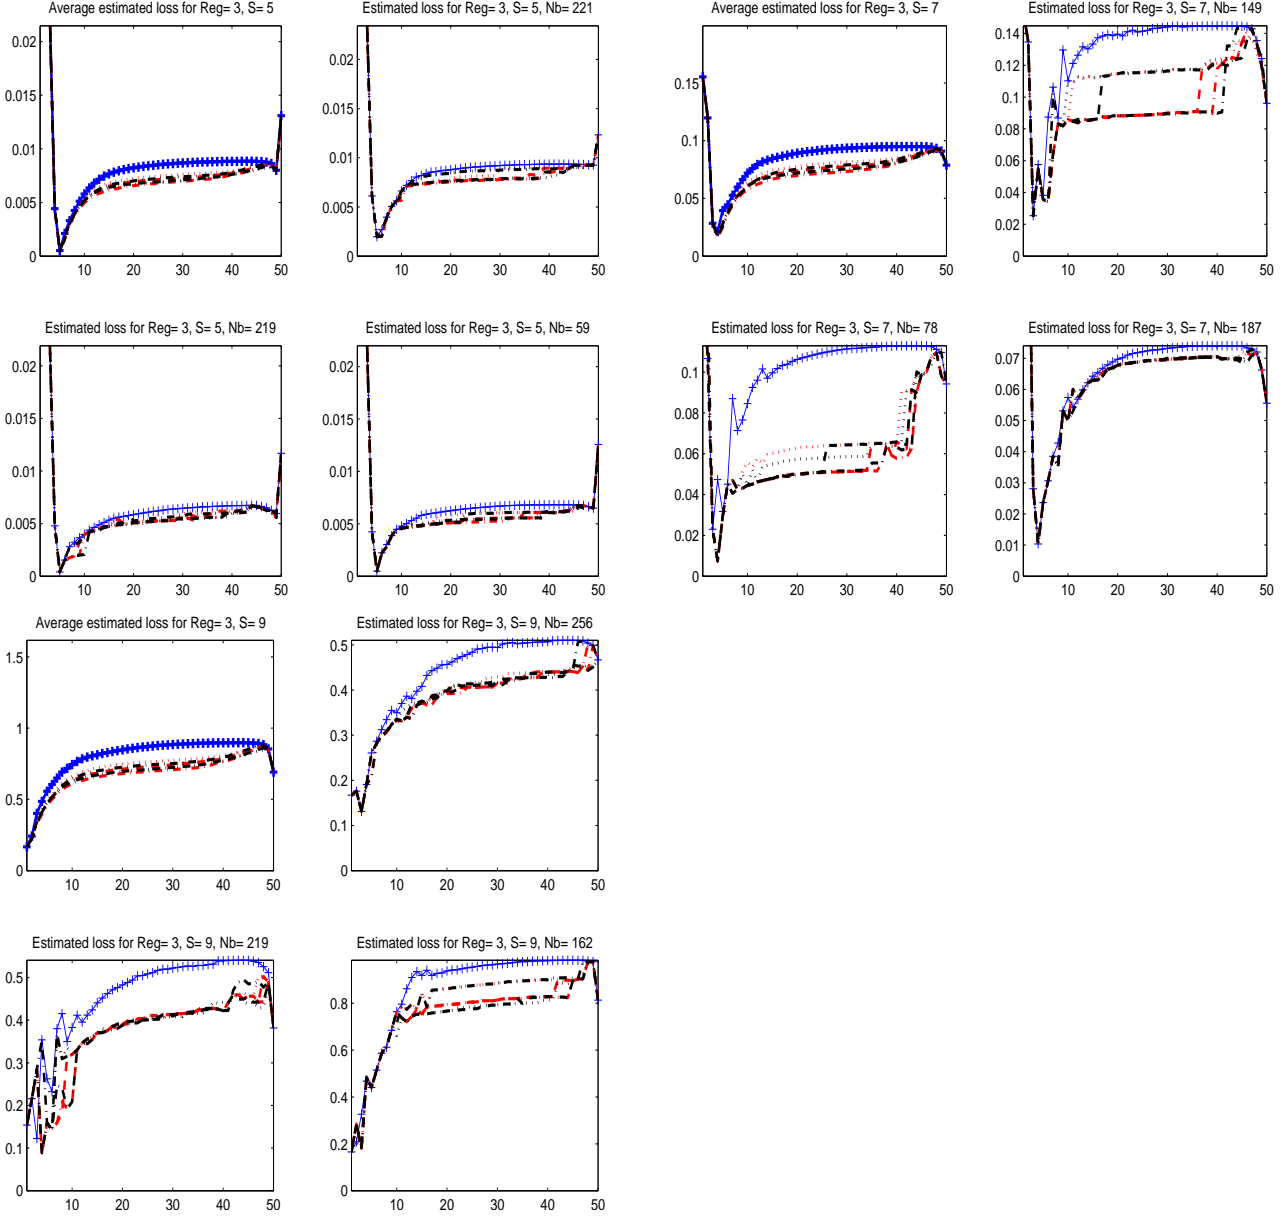 Average estimated loss for Reg= 3, S= 5
0.02
0.015
0.01
0.005
0
10 20 30 40 50
Estimated loss for Reg= 3, S= 5, Nb= 221
0.02
0.015
0.01
0.005
0
10 20 30 40 50
Average estimated loss for Reg= 3, S= 7
0.15
0.1
0.05
0
10 20 30 40 50
Estimated loss for Reg= 3, S= 7, Nb= 149
0.14
0.12
0.1
0.08
0.06
0.04
0.02
0
10 20 30 40 50
Estimated loss for Reg= 3, S= 5, Nb= 219
0.02
0.015
0.01
0.005
0
10 20 30 40 50
Estimated loss for Reg= 3, S= 5, Nb= 59
0.02
0.015
0.01
0.005
0
10 20 30 40 50
Estimated loss for Reg= 3, S= 7, Nb= 78
0.1
0.08
0.06
0.04
0.02
0
10 20 30 40 50
Estimated loss for Reg= 3, S= 7, Nb= 187
0.07
0.06
0.05
0.04
0.03
0.02
0.01
0
10 20 30 40 50
Average estimated loss for Reg= 3, S= 9
1.5
1
0.5
0
10 20 30 40 50
Estimated loss for Reg= 3, S= 9, Nb= 256
0.5
0.4
0.3
0.2
0.1
0
10 20 30 40 50
Estimated loss for Reg= 3, S= 9, Nb= 219
0.5
0.4
0.3
0.2
0.1
0
10 20 30 40 50
Estimated loss for Reg= 3, S= 9, Nb= 162
0.8
0.6
0.4
0.2
0
10 20 30 40 50